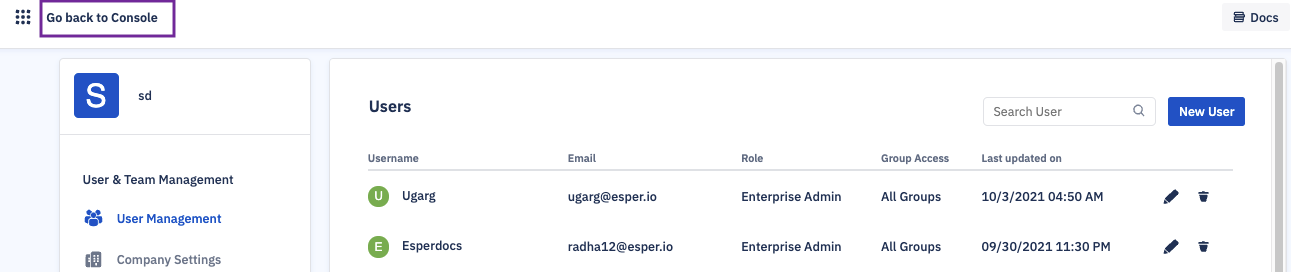 Go back to Console
Docs
S
sd
User & Team Management
User Management
Company Settings
Users
Search User
New User
Username Email Role Group Access Last updated on
U Ugarg ugarg@esper.io Enterprise Admin All Groups 10/3/2021 04:50 AM
E Esperdocs radha12@esper.io Enterprise Admin All Groups 09/30/2021 11:30 PM